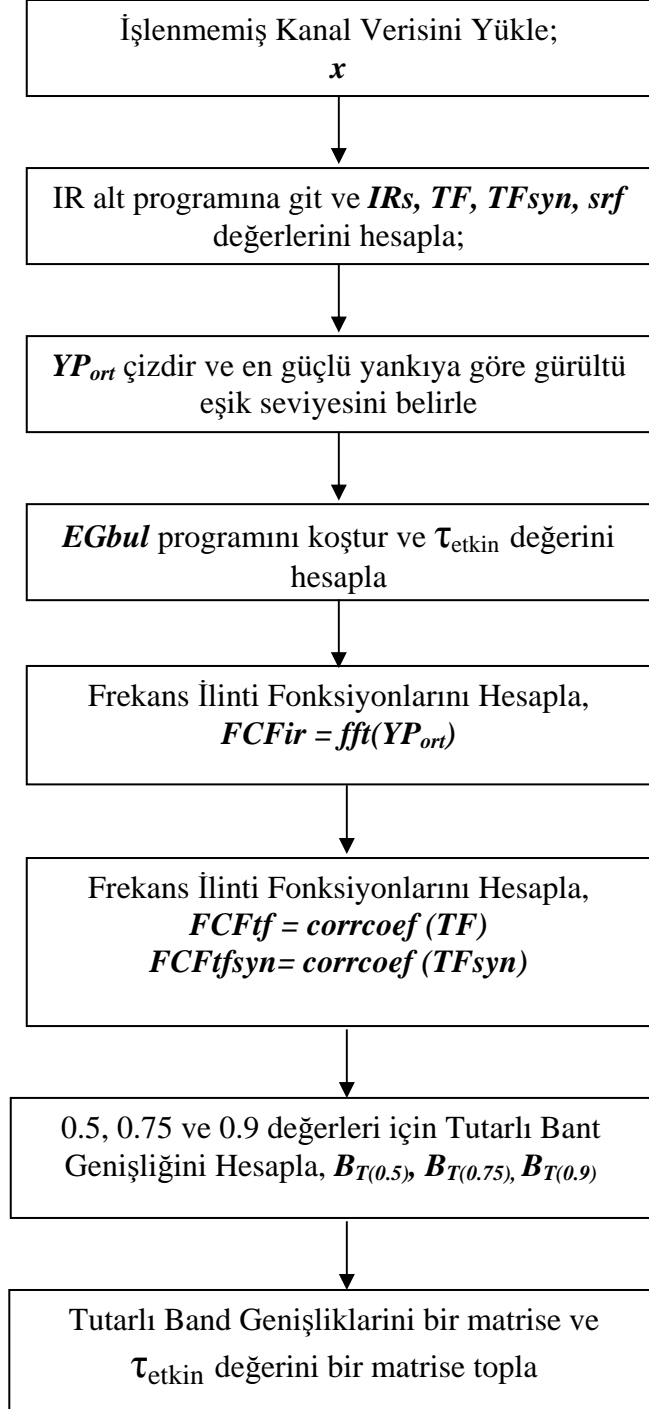 İşlenmemiş Kanal Verisini Yükle;
x
IR alt programına git ve IRs, TF, TFsyn, srf
değerlerini hesapla;
YPort çizdir ve en güçlü yankıya göre gürültü
eşik seviyesini belirle
EGbul programını koştur ve τetkin değerini
hesapla
Frekans İlinti Fonksiyonlarını Hesapla,
FCFir = fft(YPort)
Frekans İlinti Fonksiyonlarını Hesapla,
FCFtf = corrcoef (TF)
FCFtfsyn= corrcoef (TFsyn)
0.5, 0.75 ve 0.9 değerleri için Tutarlı Bant
Genişliğini Hesapla, BT(0.5), BT(0.75), BT(0.9)
Tutarlı Band Genişliklarini bir matrise ve
τetkin değerini bir matrise topla